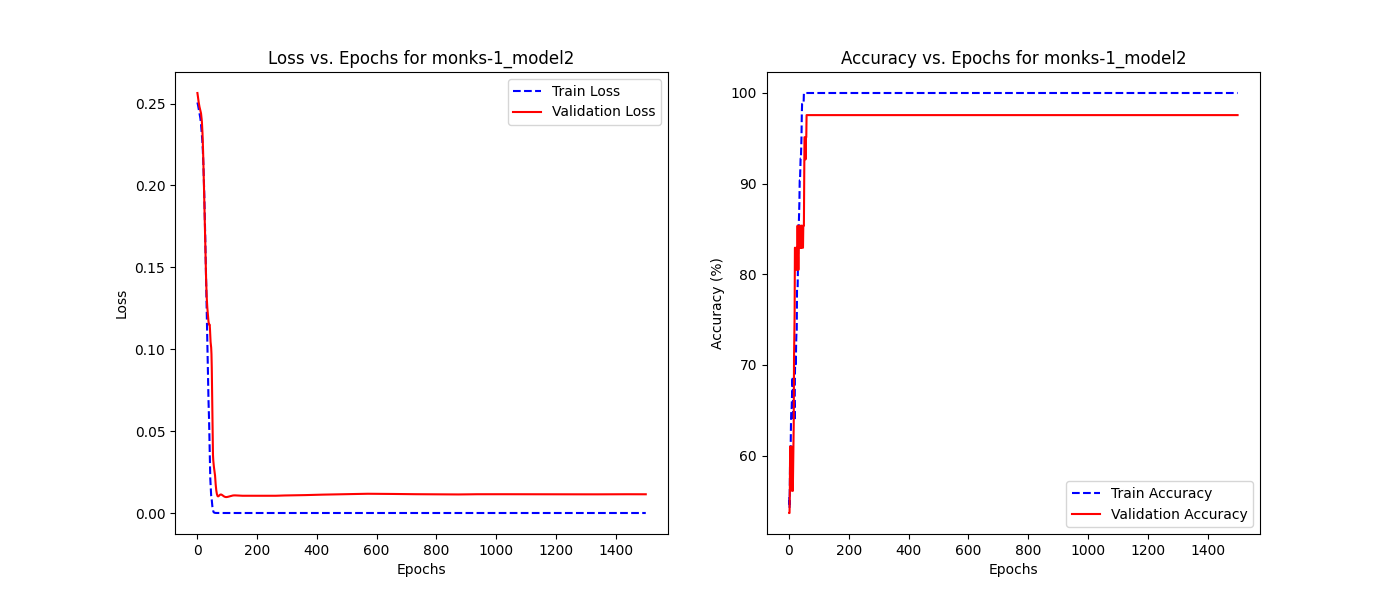 Loss vs. Epochs for monks-1_model2
Train Loss
Validation Loss
0.25
0.20
0.15
0.10
0.05
0.00
Loss
0 200 400 600 800 1000 1200 1400
Epochs
Accuracy vs. Epochs for monks-1_model2
100
90
80
70
60
Accuracy (%)
Train Accuracy
Validation Accuracy
0 200 400 600 800 1000 1200 1400
Epochs